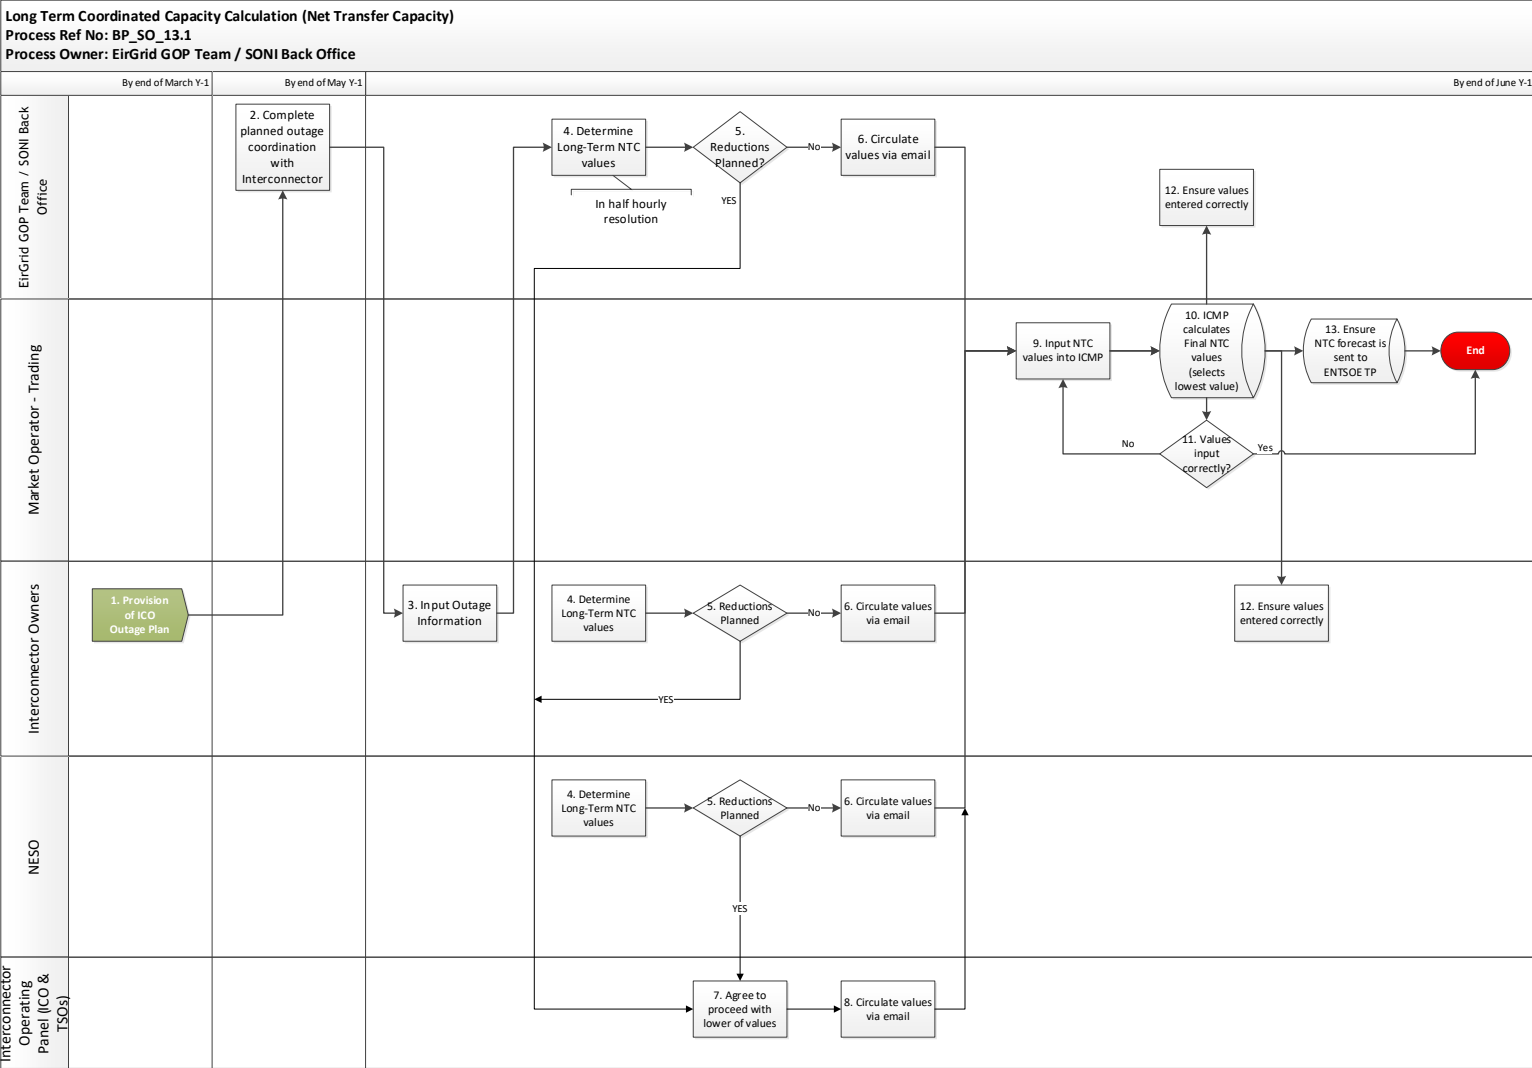 Long Term Coordinated Capacity Calculation (Net Transfer Capacity)
Process Ref No: BP_SO_13.1
Process Owner: EirGrid GOP Team / SONI Back Office
By end of March Y-1
By end of May Y-1
By end of June Y-1
EirGrid GOP Team / SONI Back
Office
2. Complete
planned outage
coordination
with
Interconnector
4. Determine
Long-Term NTC
values
In half hourly
resolution
5.
Reductions
Planned?
No
YES
6. Circulate
values via email
12. Ensure values
entered correctly
Market Operator - Trading
9. Input NTC
values into ICMP
10. ICMP
calculates
Final NTC
values
(selects
lowest value)
13. Ensure
NTC forecast is
sent to
ENTSOE TP
End
11. Values
input
correctly?
No
Yes
Interconnector Owners
1. Provision
of ICO
Outage Plan
3. Input Outage
Information
4. Determine
Long-Term NTC
values
5. Reductions
Planned
No
6. Circulate values
via email
YES
12. Ensure values
entered correctly
NESO
4. Determine
Long-Term NTC
values
5. Reductions
Planned
No
6. Circulate values
via email
YES
Interconnector
Operating
Panel (ICO &
TSOs)
7. Agree to
proceed with
lower of values
8. Circulate values
via email